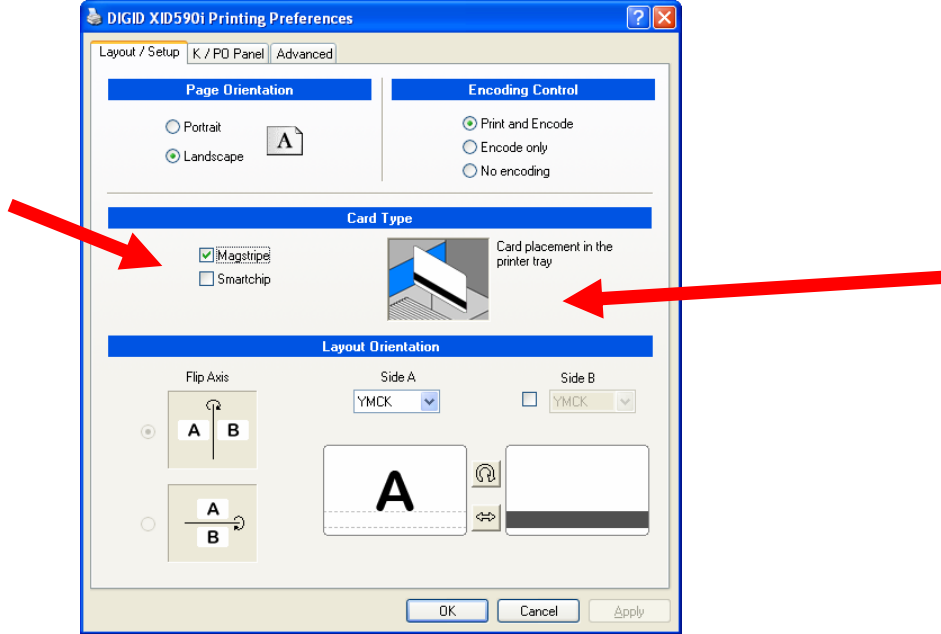 DIGID XID590i Printing Preferences
Layout / Setup K / PO Panel Advanced
Page Orientation
Portrait
Landscape
A
Encoding Control
Print and Encode
Encode only
No encoding
Card Type
Magstripe
Smartchip
Card placement in the
printer tray
Layout Orientation
Flip Axis
A B
A
B
Side A
YMCK
Side B
YMCK
A
OK Cancel Apply